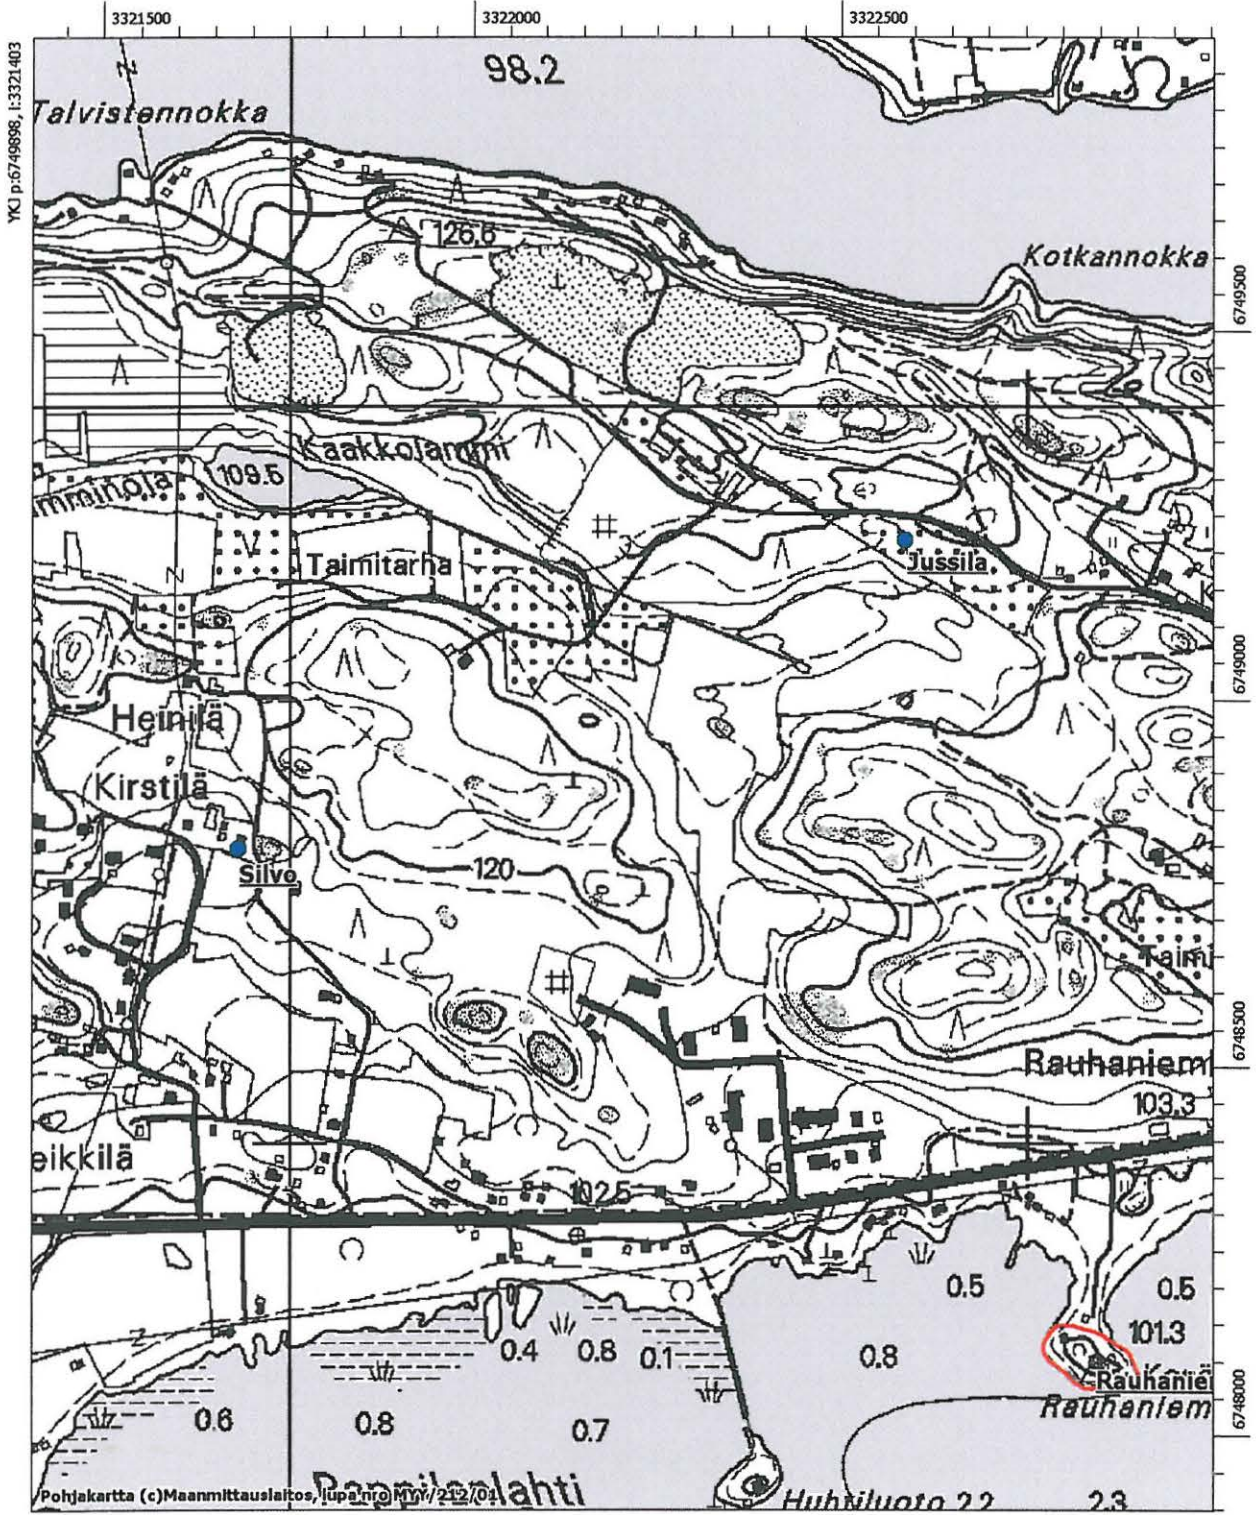 3321500
3322000
3322500
YKJ p:6749898, l:3321403
98.2
Talvistennokka
126.6
Kotkannokka
6749500
Kaakkolammi
109.5
Taimitarha
Jussila
6749000
Heinilä
Kirstilä
Silvo
120
Taimi
6748500
Rauhaniem
103.3
eikkilä
102.5
0.5
0.5
101.3
0.4
0.8
0.1
0.8
Rauhaniem
6748000
0.6
0.8
0.7
Pappilanlahti
Pohjakartta (c)Maanmittauslaitos, lupa nro MYY/212/01
Huhtiluoto
2.2
2.3